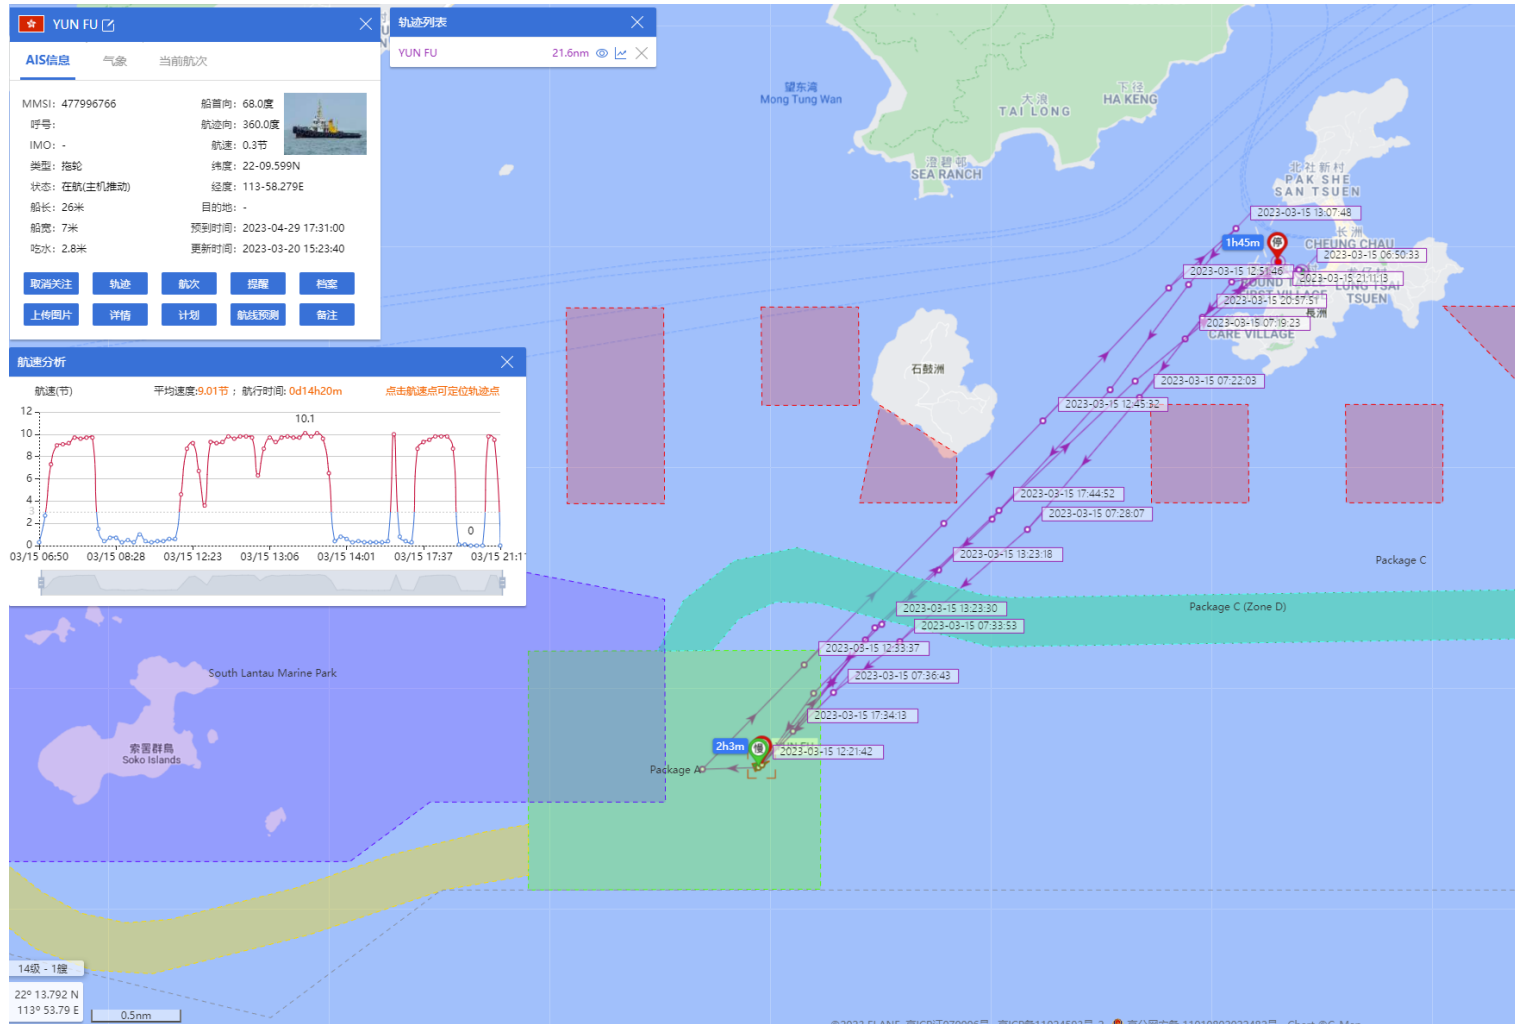 YUN FU
AIS信息
气象
当前航次
MMSI: 477996766
船首向: 68.0度
呼号:
航迹向: 360.0度
IMO: -
航速: 0.3节
类型: 拖轮
纬度: 22-09.599N
状态: 在航(主机推动)
经度: 113-58.279E
船长: 26米
目的地: -
船宽: 7米
预到时间: 2023-04-29 17:31:00
吃水: 2.8米
更新时间: 2023-03-20 15:23:40
取消关注
轨迹
航次
提醒
档案
上传图片
详情
计划
航线预测
备注
轨迹列表
YUN FU
21.6nm
航速分析
航速(节)
平均速度:9.01节 ; 航行时间: 0d14h20m
点击航速点可定位轨迹点
12
10
8
6
4
3
2
0
10.1
0
03/15 06:50
03/15 08:28
03/15 12:23
03/15 13:06
03/15 14:01
03/15 17:37
03/15 21:1
望东湾
Mong Tung Wan
大浪
TAI LONG
下径
HA KENG
澄碧邨
SEA RANCH
北社新村
PAK SHE
SAN TSUEN
2023-03-15 13:07:48
1h45m
停
长洲
CHEUNG CHAU
2023-03-15 06:50:33
2023-03-15 12:51:46
2023-03-15 21:11:13
LUNG TSAI
TSUEN
2023-03-15 20:57:51
長洲
2023-03-15 07:19:23
CARE VILLAGE
石鼓洲
2023-03-15 07:22:03
2023-03-15 12:45:32
2023-03-15 17:44:52
2023-03-15 07:28:07
2023-03-15 13:23:18
Package C
2023-03-15 13:23:30
Package C (Zone D)
2023-03-15 07:33:53
2023-03-15 12:33:37
South Lantau Marine Park
2023-03-15 07:36:43
2023-03-15 17:34:13
2h3m
慢
2023-03-15 12:21:42
索罟群島
Soko Islands
Package A
14级 - 1艘
22º 13.792 N
113º 53.79 E
0.5nm